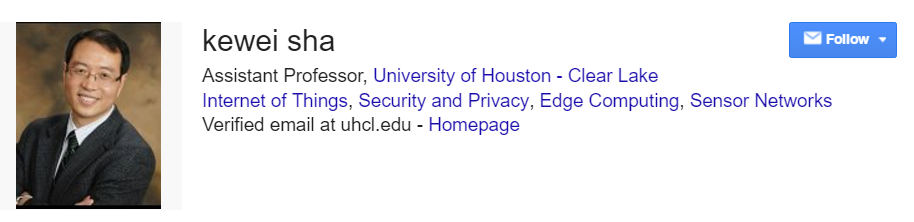 kewei sha
Follow
Assistant Professor, University of Houston - Clear Lake
Internet of Things, Security and Privacy, Edge Computing, Sensor Networks
Verified email at uhcl.edu - Homepage